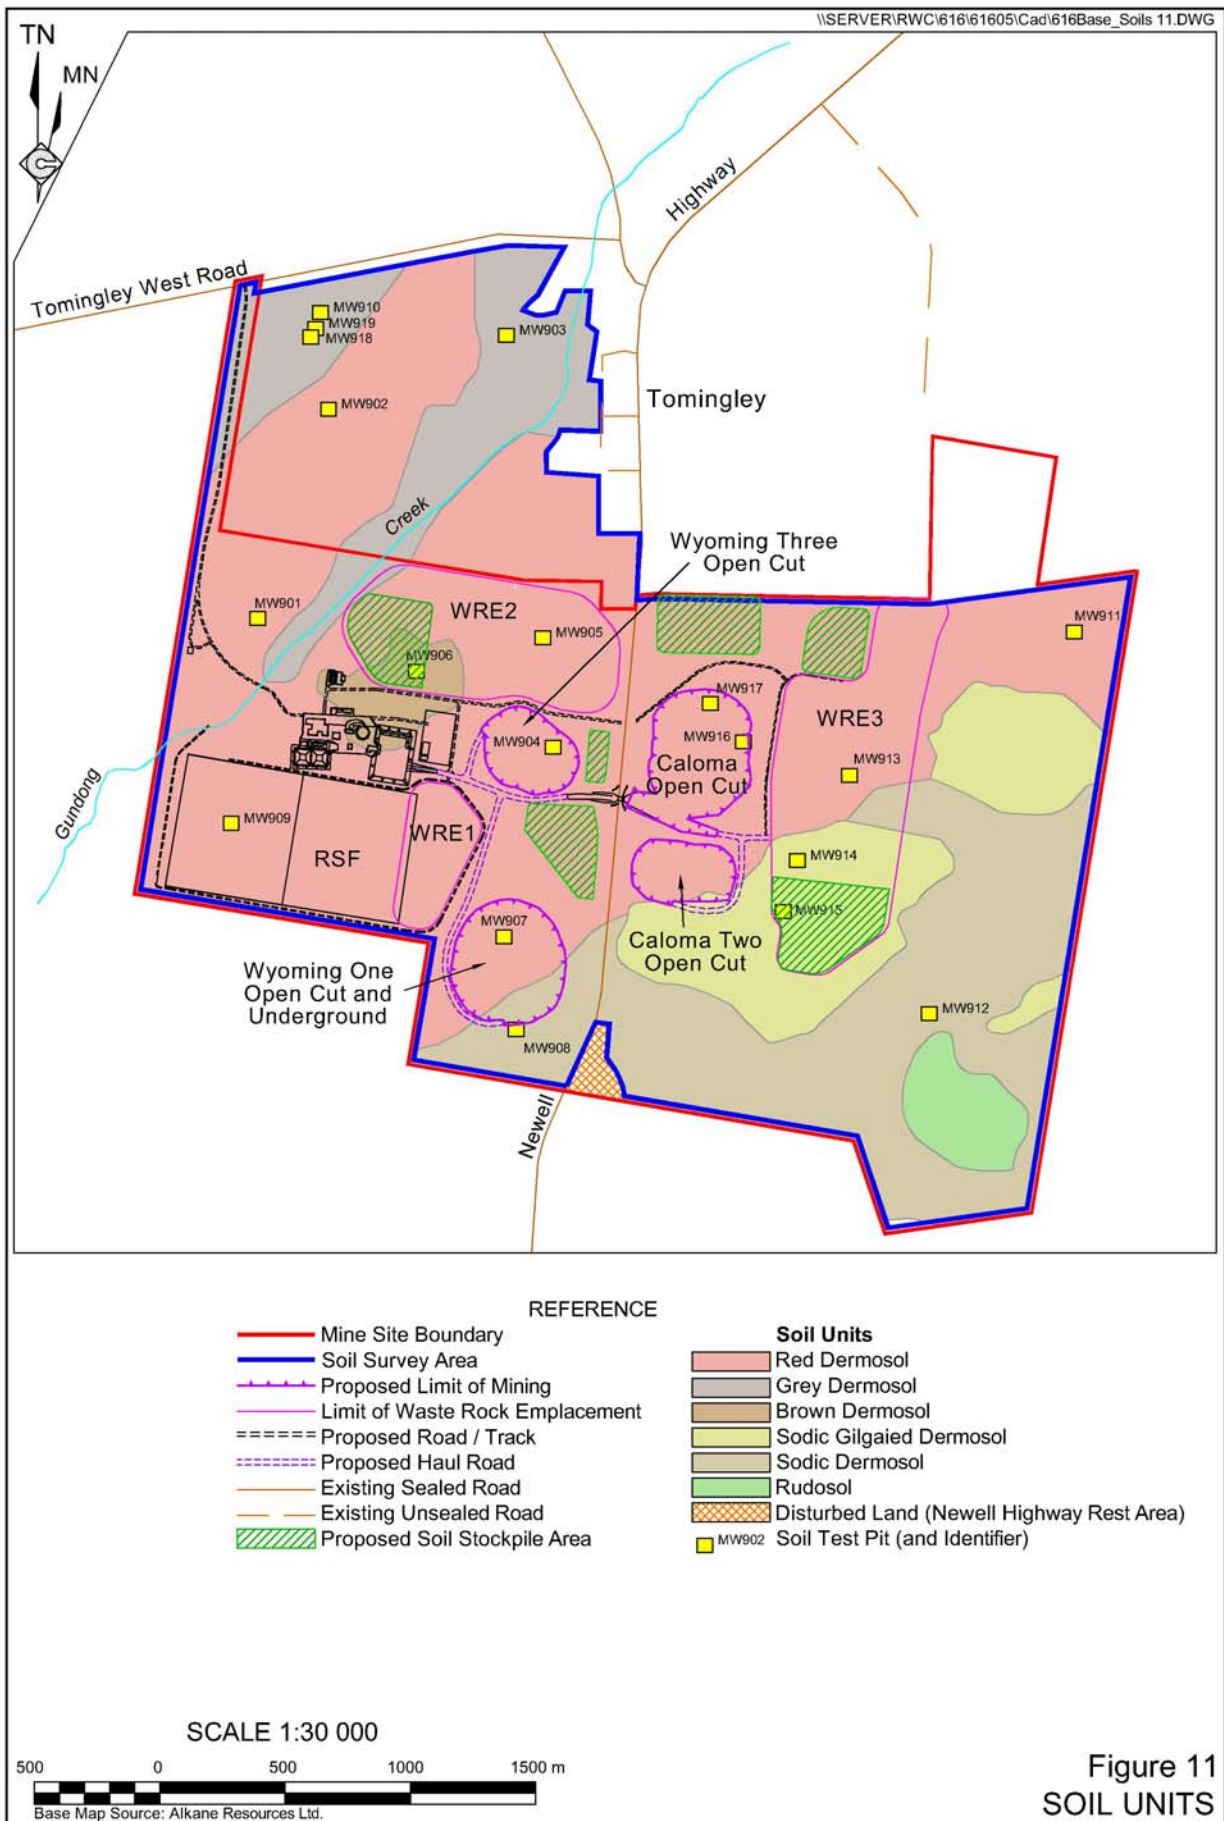 \\SERVER\RWC\616\61605\Cad\616Base_Soils 11.DWG
TN
MN
Highway
Tomingley West Road
MW910
MW919
MW918
MW903
MW902
Tomingley
Creek
Wyoming Three
Open Cut
MW901
WRE2
MW905
MW911
MW906
MW917
WRE3
MW904
MW916
Caloma
Open Cut
MW913
Gundong
MW909
WRE1
RSF
MW914
MW907
MW915
Caloma Two
Open Cut
Wyoming One
Open Cut and
Underground
MW912
MW908
Newell
REFERENCE
Mine Site Boundary
Soil Survey Area
Proposed Limit of Mining
Limit of Waste Rock Emplacement
Proposed Road / Track
Proposed Haul Road
Existing Sealed Road
Existing Unsealed Road
Proposed Soil Stockpile Area
Soil Units
Red Dermosol
Grey Dermosol
Brown Dermosol
Sodic Gilgaied Dermosol
Sodic Dermosol
Rudosol
Disturbed Land (Newell Highway Rest Area)
MW902 Soil Test Pit (and Identifier)
SCALE 1:30 000
500 0 500 1000 1500 m
Base Map Source: Alkane Resources Ltd.
Figure 11
SOIL UNITS